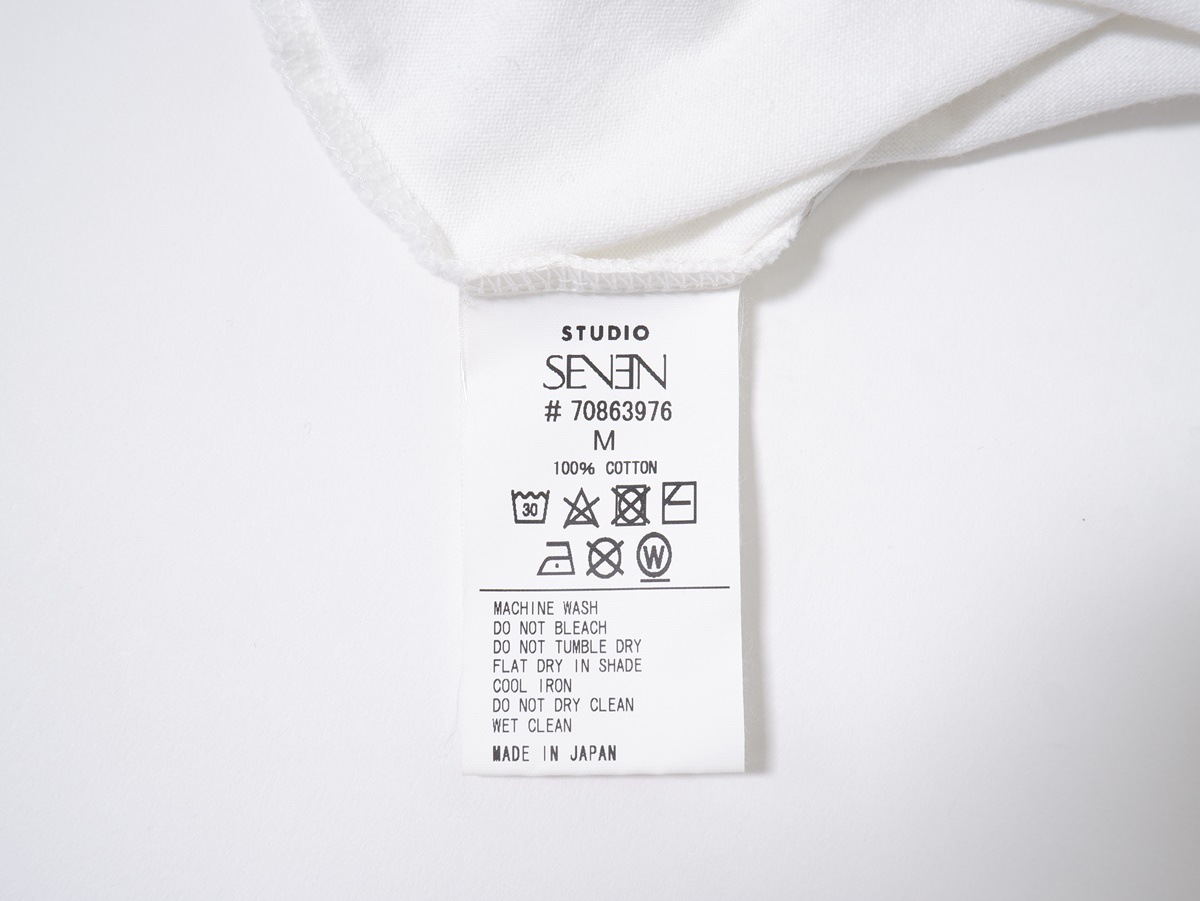 STUDIO
SEVEN
# 70863976
M
100% COTTON
30
W
MACHINE WASH
DO NOT BLEACH
DO NOT TUMBLE DRY
FLAT DRY IN SHADE
COOL IRON
DO NOT DRY CLEAN
WET CLEAN
MADE IN JAPAN